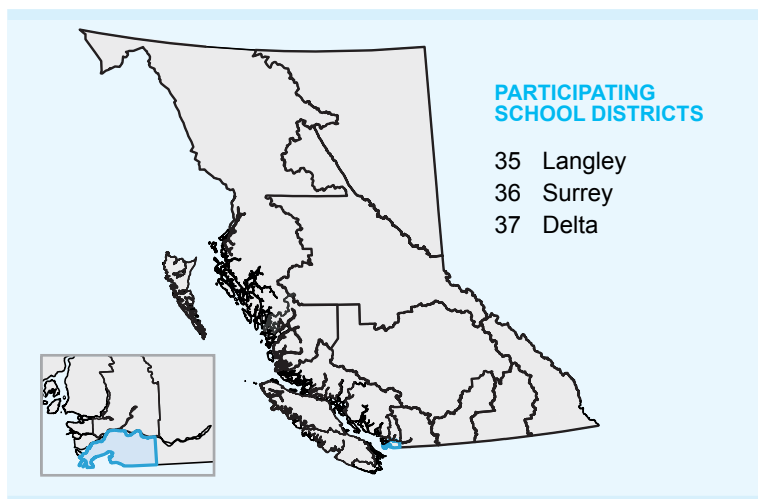 PARTICIPATING
SCHOOL DISTRICTS
35 Langley
36 Surrey
37 Delta